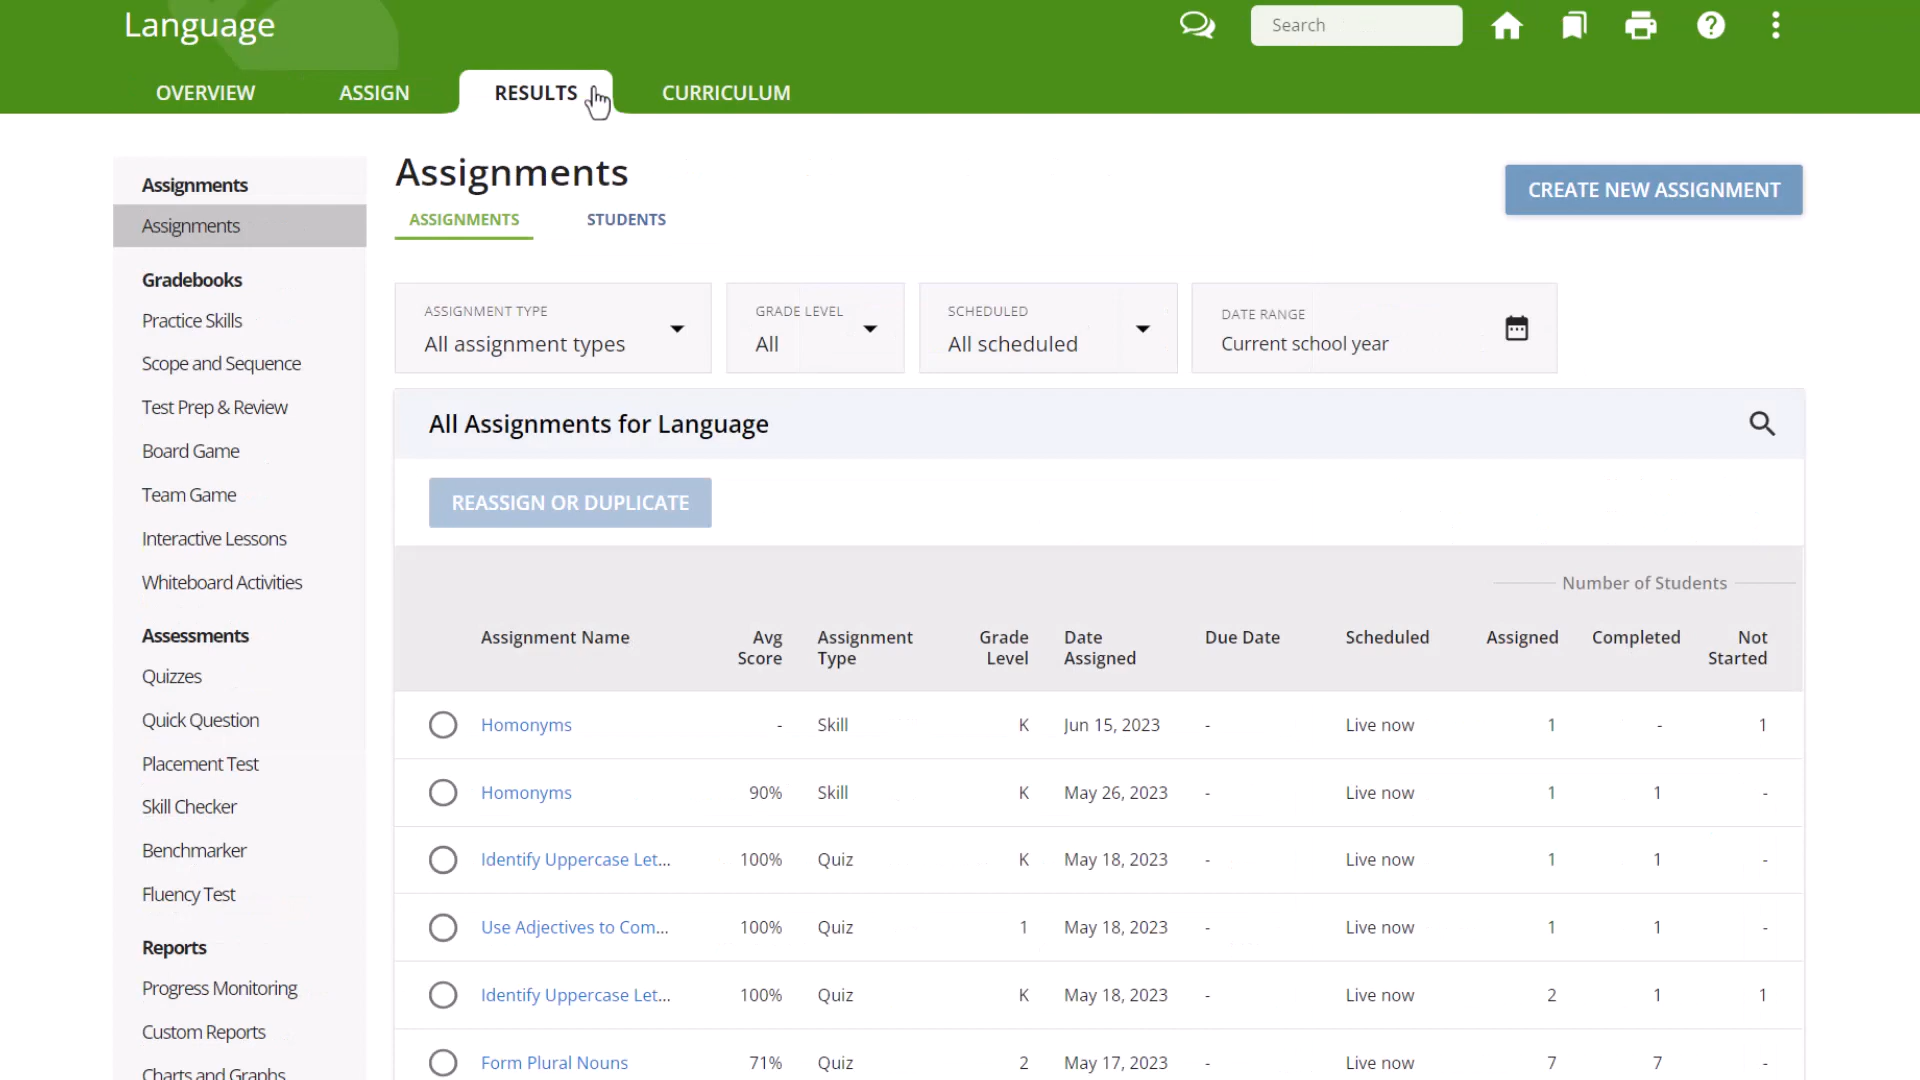 Language
Search
OVERVIEW
ASSIGN
RESULTS
CURRICULUM
Assignments
Assignments
Gradebooks
Practice Skills
Scope and Sequence
Test Prep & Review
Board Game
Team Game
Interactive Lessons
Whiteboard Activities
Assessments
Quizzes
Quick Question
Placement Test
Skill Checker
Benchmarker
Fluency Test
Reports
Progress Monitoring
Custom Reports
Charts and Graphs
Assignments
CREATE NEW ASSIGNMENT
ASSIGNMENTS STUDENTS
ASSIGNMENT TYPE
All assignment types
GRADE LEVEL
All
SCHEDULED
All scheduled
DATE RANGE
Current school year
All Assignments for Language
REASSIGN OR DUPLICATE
Number of Students
Assignment Name
Avg
Score
Assignment
Type
Grade
Level
Date
Assigned
Due Date
Scheduled
Assigned
Completed
Not
Started
Homonyms - Skill K Jun 15, 2023 - Live now 1 - 1
Homonyms 90% Skill K May 26, 2023 - Live now 1 1 -
Identify Uppercase Let... 100% Quiz K May 18, 2023 - Live now 1 1 -
Use Adjectives to Com... 100% Quiz 1 May 18, 2023 - Live now 1 1 -
Identify Uppercase Let... 100% Quiz K May 18, 2023 - Live now 2 1 1
Form Plural Nouns 71% Quiz 2 May 17, 2023 - Live now 7 7 -